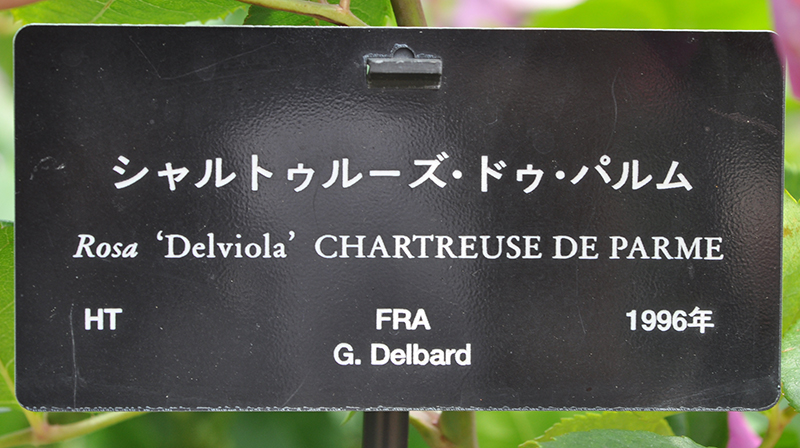 シャルトゥルーズ・ドゥ・パルム
Rosa ‘Delviola’ CHARTREUSE DE PARME
HT FRA 1996年
G. Delbard